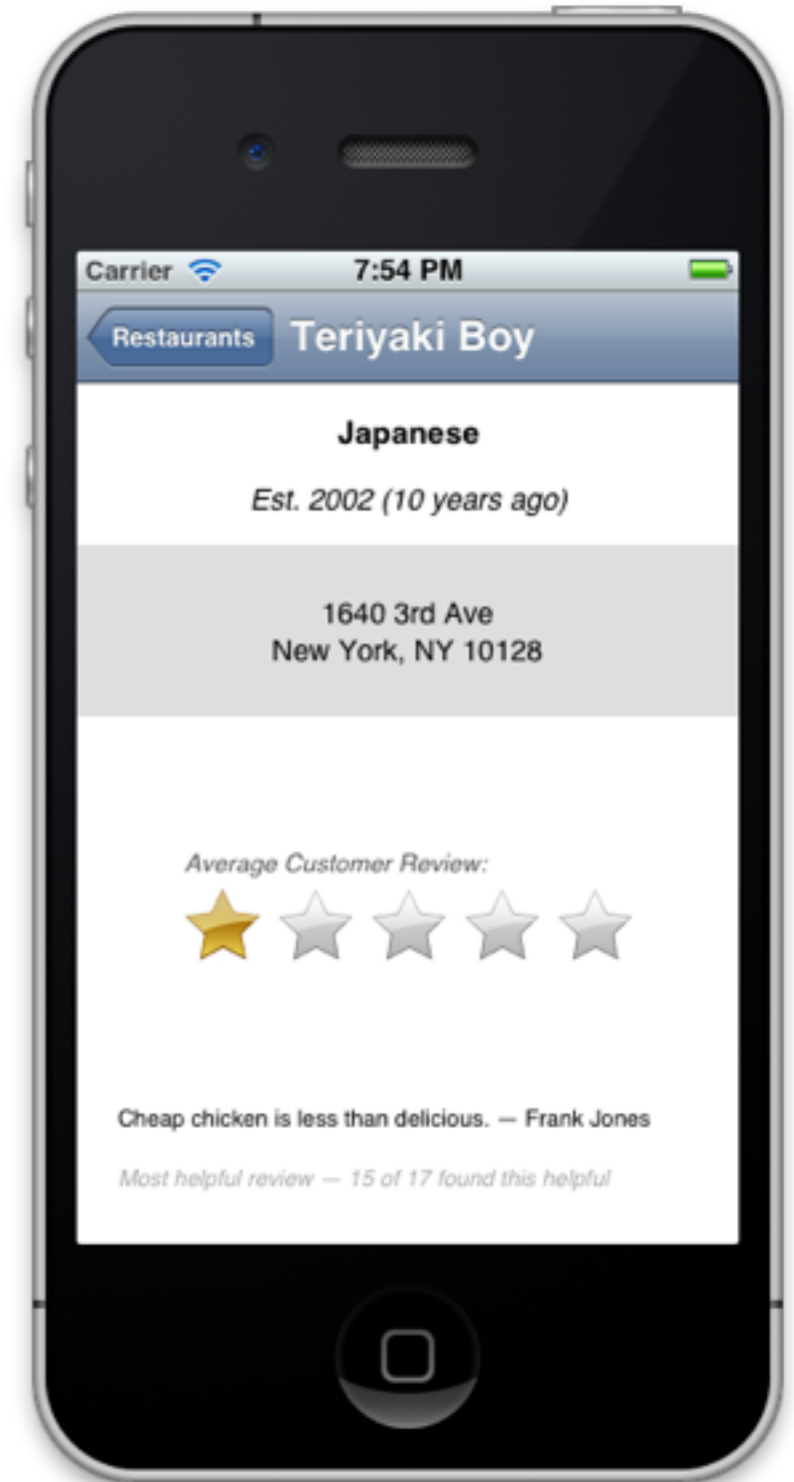 Carrier 7:54 PM
Restaurants Teriyaki Boy
Japanese
Est. 2002 (10 years ago)
1640 3rd Ave
New York, NY 10128
Average Customer Review:
Cheap chicken is less than delicious. — Frank Jones
Most helpful review — 15 of 17 found this helpful